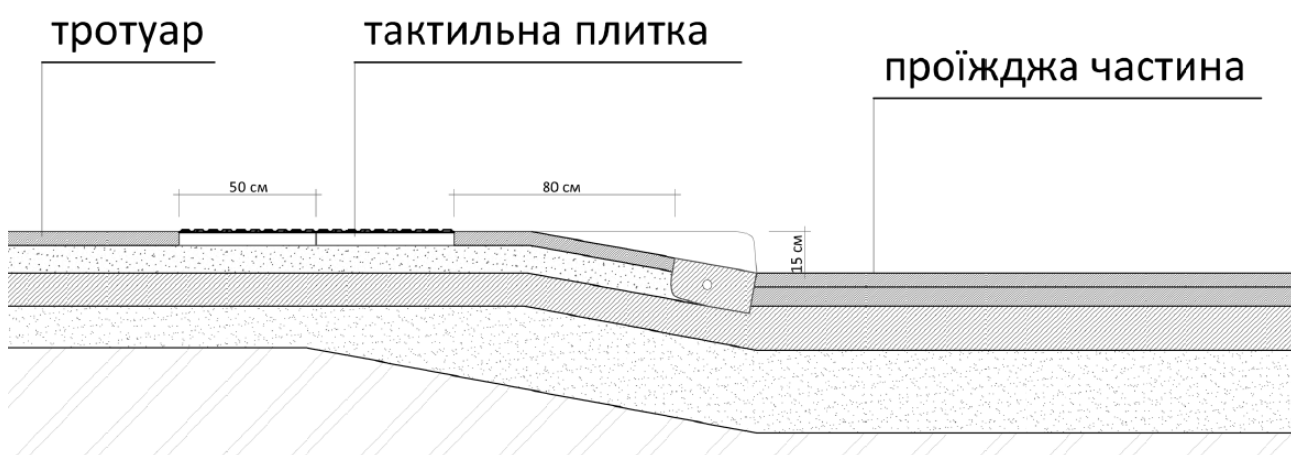 тротуар
тактильна плитка
проїжджа частина
50 см
80 см
15 см